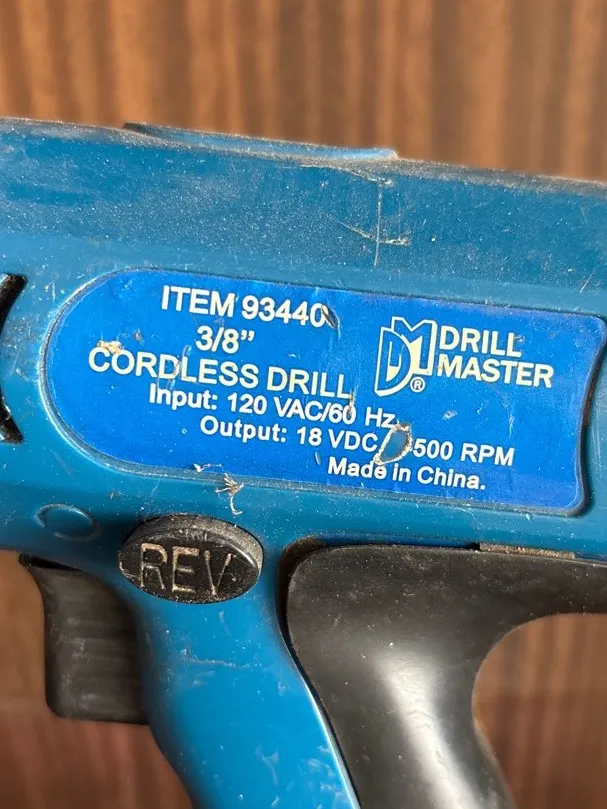 ITEM 93440
3/8”
CORDLESS DRILL
Input: 120 VAC/60 Hz
Output: 18 VDC, 500 RPM
Made in China.
DM®
DRILL
MASTER
REV